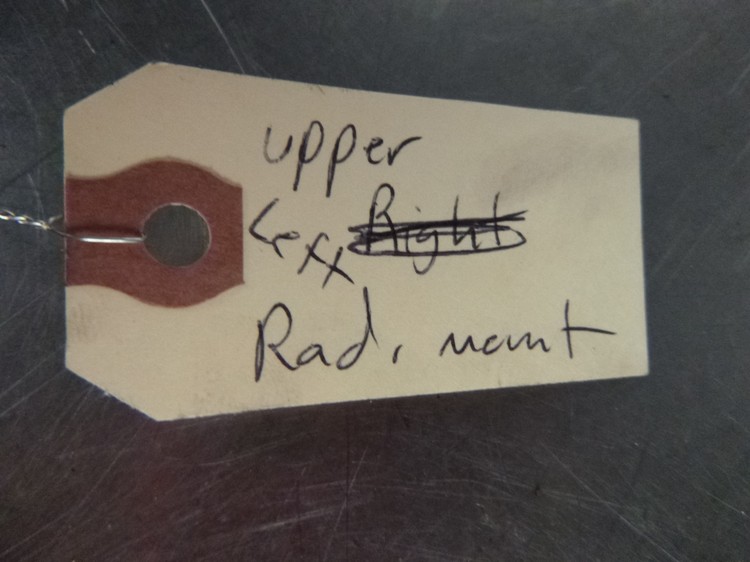 upper
Left Right
Rad. mount